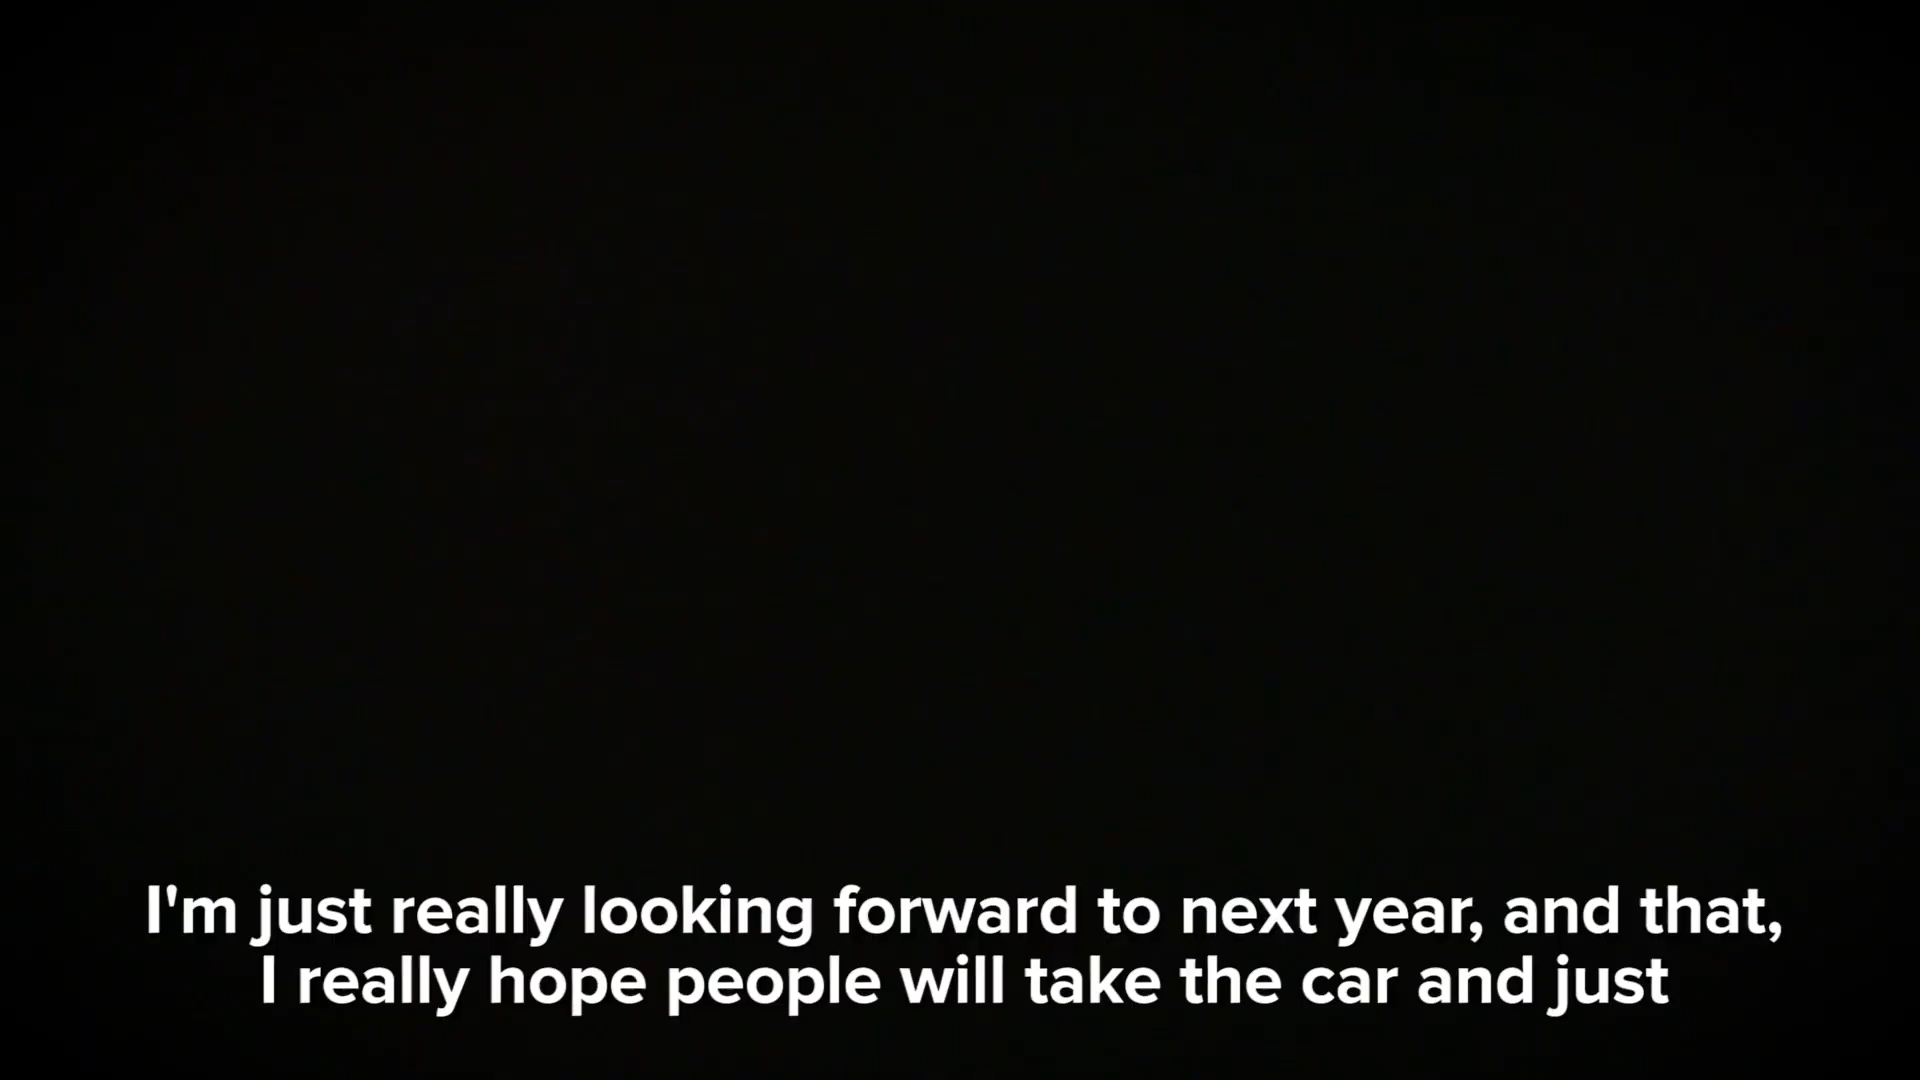 I'm just really looking forward to next year, and that,
I really hope people will take the car and just